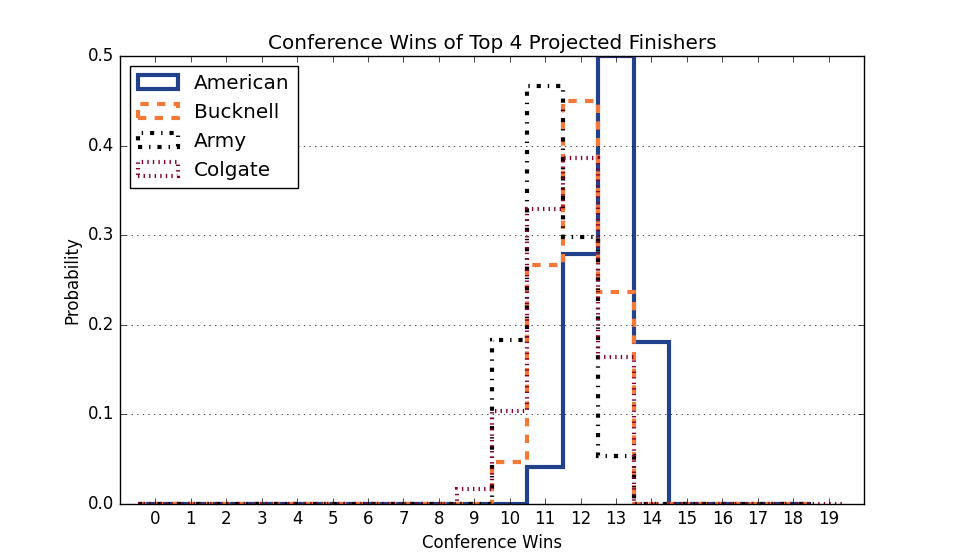 Conference Wins of Top 4 Projected Finishers
American
Bucknell
Army
Colgate
Probability
0.5
0.4
0.3
0.2
0.1
0.0
0 1 2 3 4 5 6 7 8 9 10 11 12 13 14 15 16 17 18 19
Conference Wins